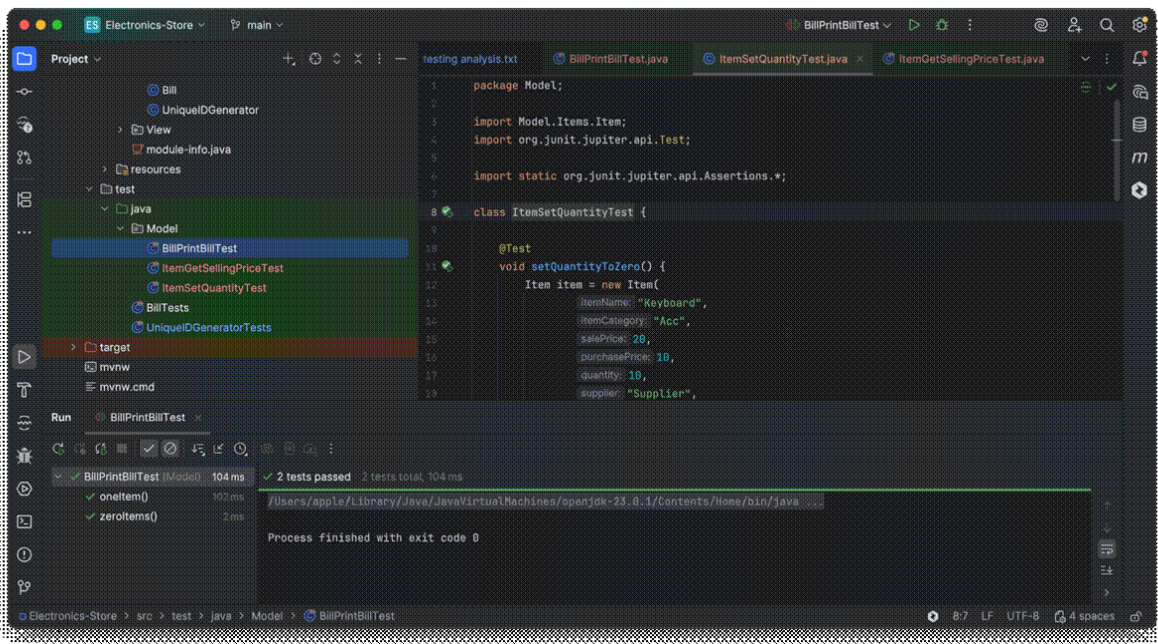 ES Electronics-Store main BillPrintBillTest
Project
Bill
UniqueIDGenerator
View
module-info.java
resources
test
java
Model
BillPrintBillTest
ItemGetSellingPriceTest
ItemSetQuantityTest
BillTests
UniqueIDGeneratorTests
target
mvnw
mvnw.cmd
testing analysis.txt BillPrintBillTest.java ItemSetQuantityTest.java ItemGetSellingPriceTest.java
1 package Model;
2
3 import Model.Items.Item;
4 import org.junit.jupiter.api.Test;
5
6 import static org.junit.jupiter.api.Assertions.*;
7
8 class ItemSetQuantityTest {
9
10 @Test
11 void setQuantityToZero() {
12 Item item = new Item(
13 itemName: "Keyboard",
14 itemCategory: "Acc",
15 salePrice: 20,
16 purchasePrice: 10,
17 quantity: 10,
supplier: "Supplier",
Run BillPrintBillTest
BillPrintBillTest (Model) 104 ms
oneItem() 102 ms
zeroItems() 2 ms
2 tests passed 2 tests total, 104 ms
/Users/apple/Library/Java/JavaVirtualMachines/openjdk-23.0.1/Contents/Home/bin/java ...
Process finished with exit code 0
Electronics-Store > src > test > java > Model > BillPrintBillTest 8:7 LF UTF-8 4 spaces